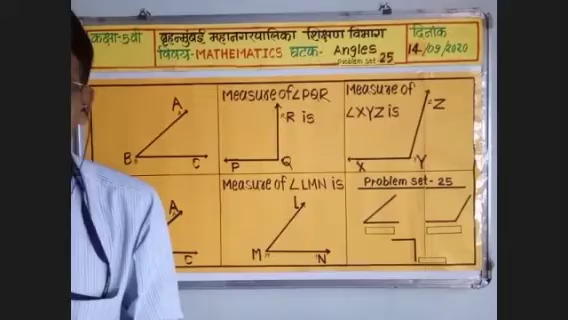 कक्षा-5वी
बृहन्मुंबई महानगरपालिका शिक्षण विभाग
विषय-MATHEMATICS घटक- Angles
Problem set 25
दिनांक
14/09/2020
A
B C
Measure of ∠PQR
R is
P Q
Measure of
∠XYZ is
Z
X Y
A
C
Measure of ∠LMN is
L
M N
Problem set - 25